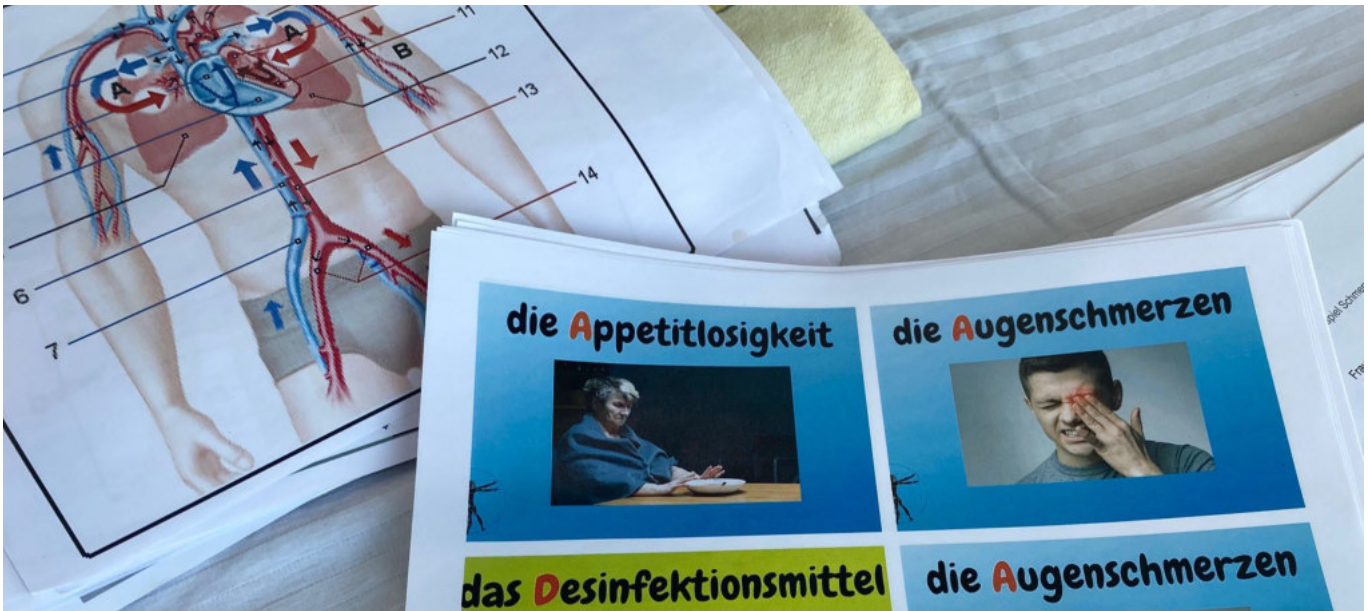 11
A
B
12
A
13
14
6
7
die Appetitlosigkeit
die Augenschmerzen
das Desinfektionsmittel
die Augenschmerzen